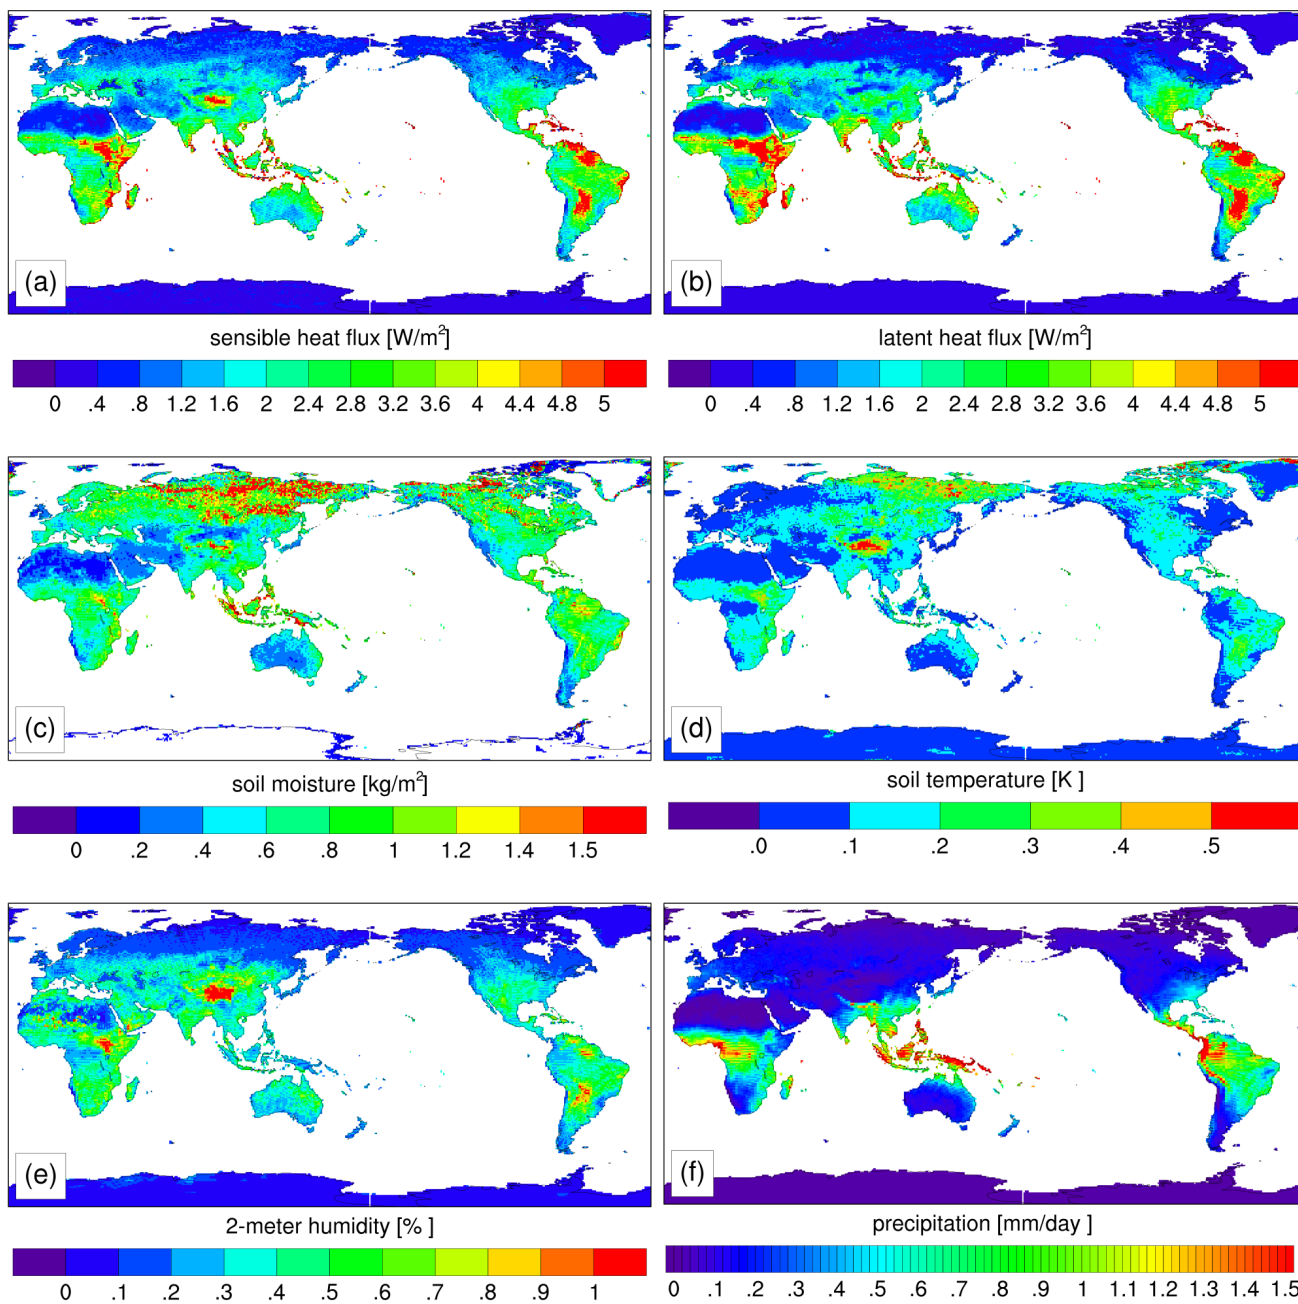 (a)
(b)
sensible heat flux [W/m2]
latent heat flux [W/m2]
0 .4 .8 1.2 1.6 2 2.4 2.8 3.2 3.6 4 4.4 4.8 5
0 .4 .8 1.2 1.6 2 2.4 2.8 3.2 3.6 4 4.4 4.8 5
(c)
(d)
soil moisture [kg/m2]
soil temperature [K ]
0 .2 .4 .6 .8 1 1.2 1.4 1.5
.0 .1 .2 .3 .4 .5
(e)
(f)
2-meter humidity [% ]
precipitation [mm/day ]
0 .1 .2 .3 .4 .5 .6 .7 .8 .9 1
0 .1 .2 .3 .4 .5 .6 .7 .8 .9 1 1.1 1.2 1.3 1.4 1.5